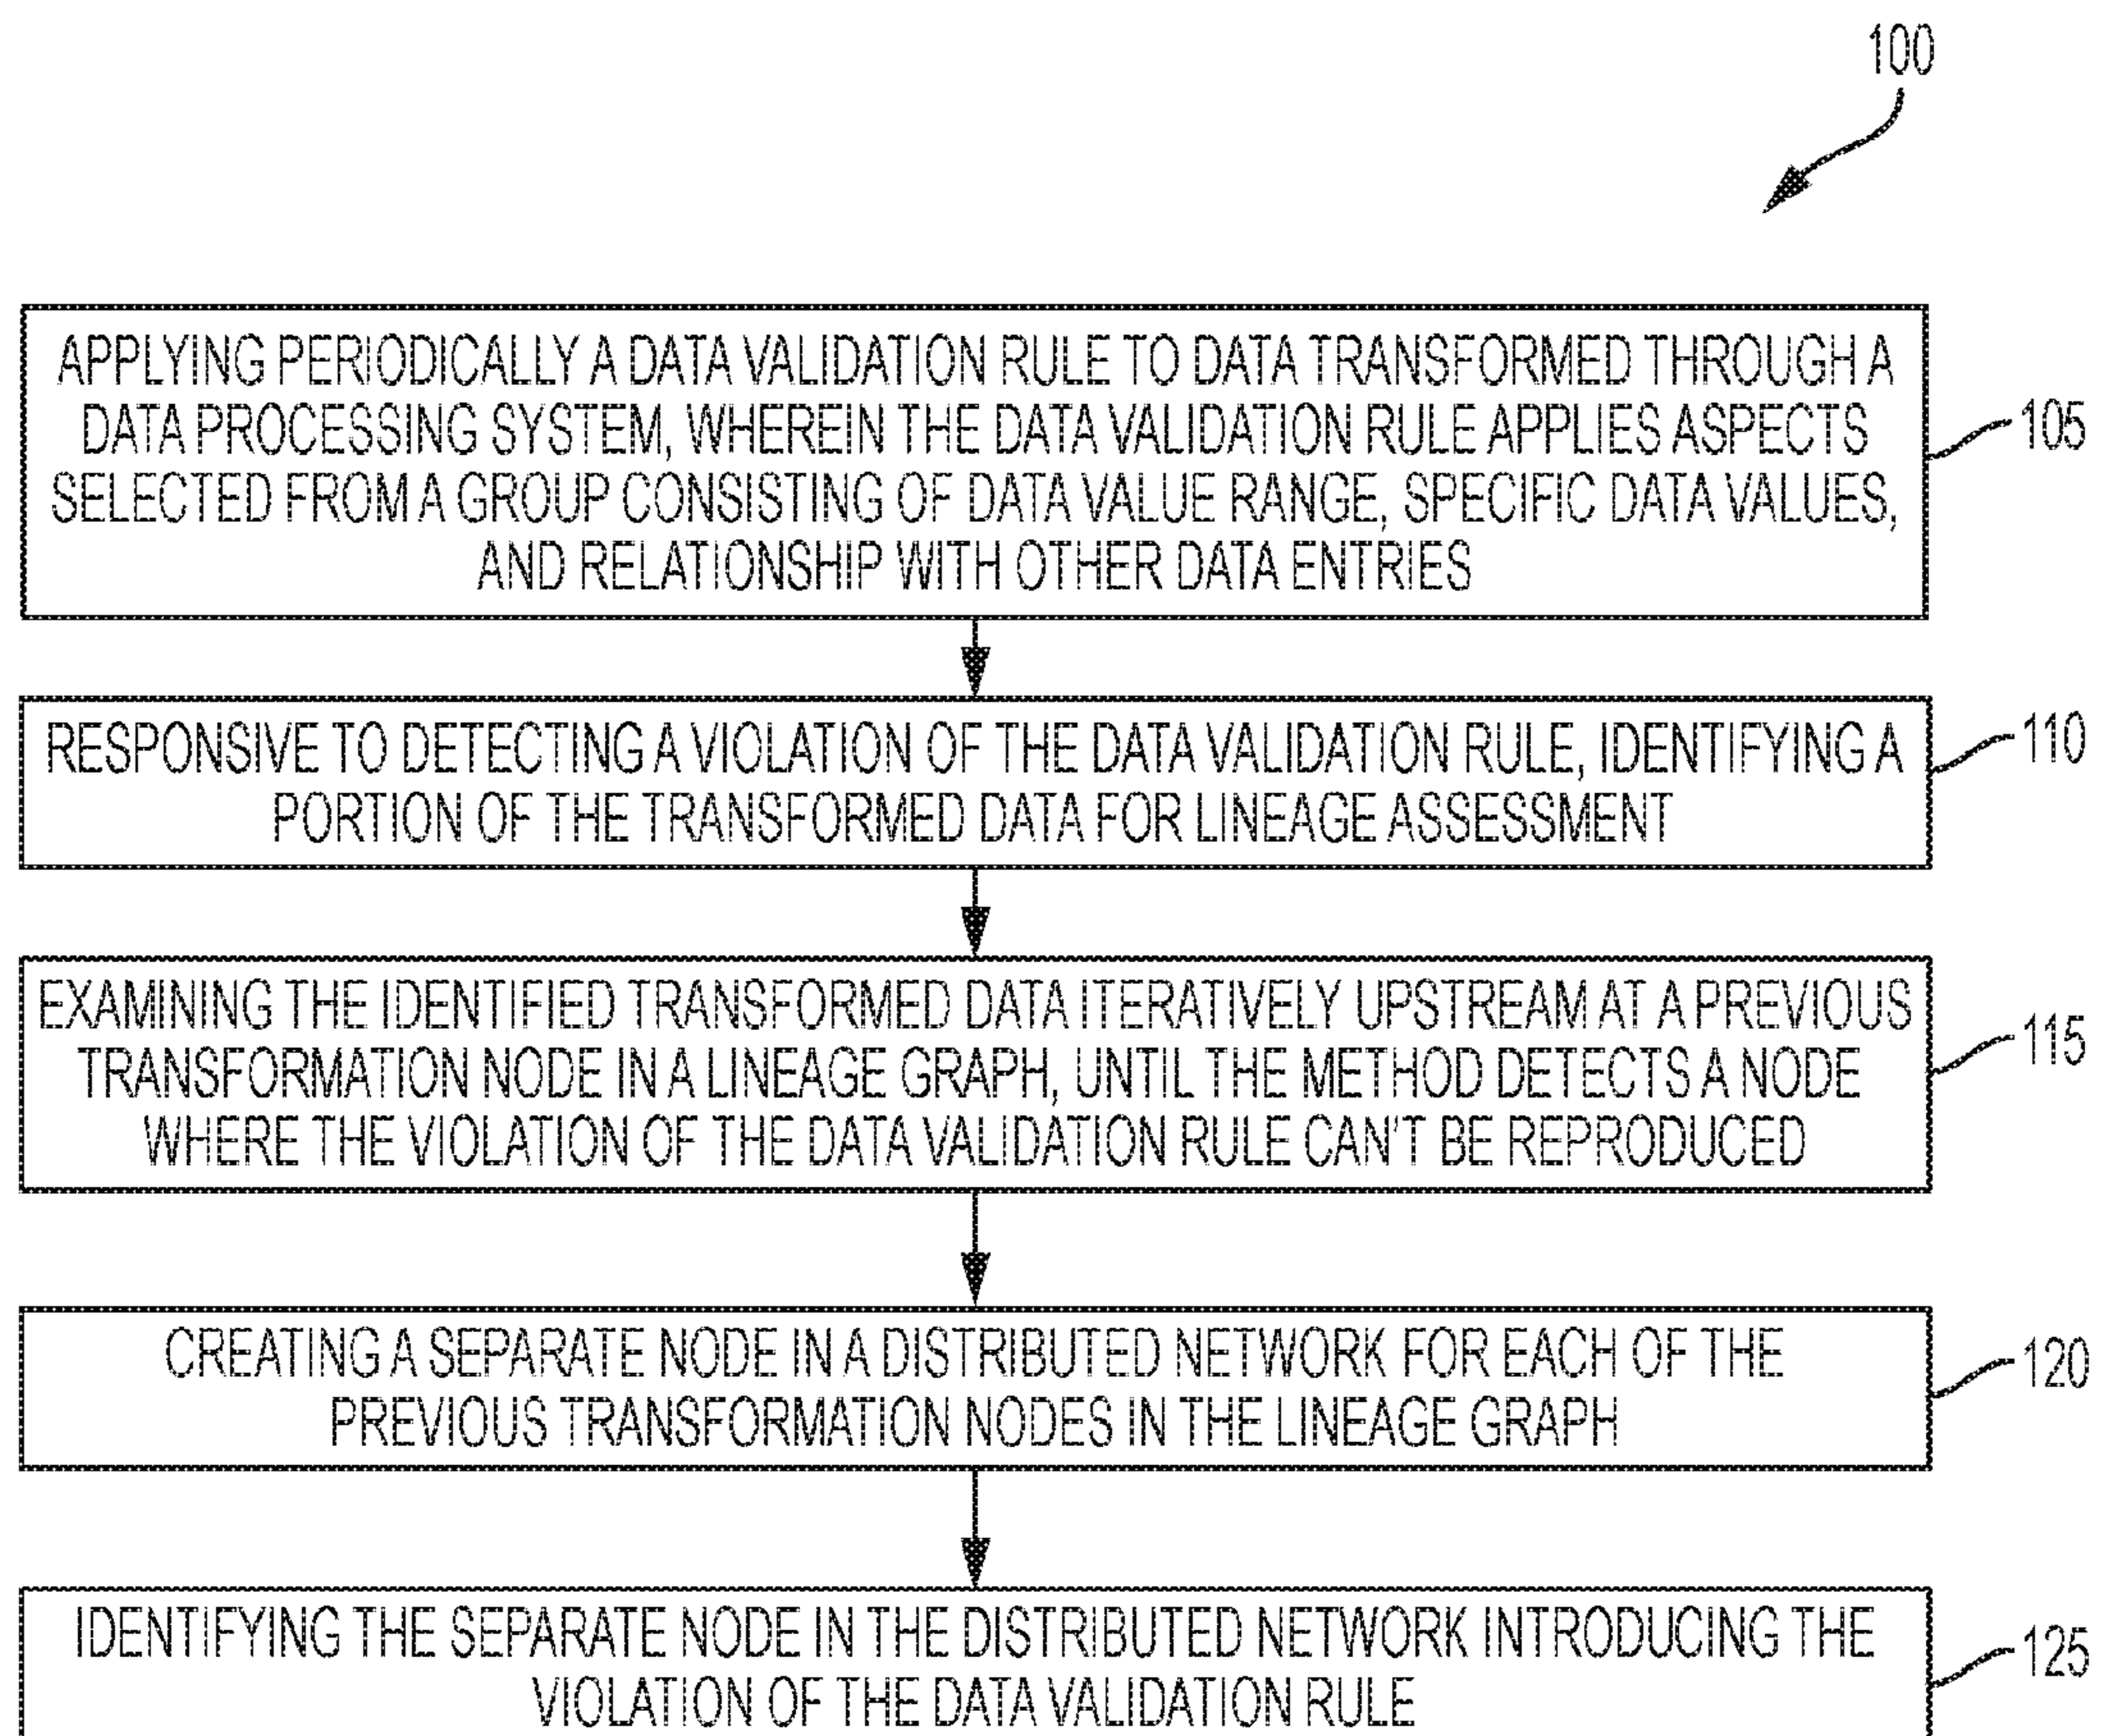 100
APPLYING PERIODICALLY A DATA VALIDATION RULE TO DATA TRANSFORMED THROUGH A
DATA PROCESSING SYSTEM, WHEREIN THE DATA VALIDATION RULE APPLIES ASPECTS
SELECTED FROM A GROUP CONSISTING OF DATA VALUE RANGE, SPECIFIC DATA VALUES,
AND RELATIONSHIP WITH OTHER DATA ENTRIES
105
RESPONSIVE TO DETECTING A VIOLATION OF THE DATA VALIDATION RULE, IDENTIFYING A
PORTION OF THE TRANSFORMED DATA FOR LINEAGE ASSESSMENT
110
EXAMINING THE IDENTIFIED TRANSFORMED DATA ITERATIVELY UPSTREAM AT A PREVIOUS
TRANSFORMATION NODE IN A LINEAGE GRAPH, UNTIL THE METHOD DETECTS A NODE
WHERE THE VIOLATION OF THE DATA VALIDATION RULE CAN'T BE REPRODUCED
115
CREATING A SEPARATE NODE IN A DISTRIBUTED NETWORK FOR EACH OF THE
PREVIOUS TRANSFORMATION NODES IN THE LINEAGE GRAPH
120
IDENTIFYING THE SEPARATE NODE IN THE DISTRIBUTED NETWORK INTRODUCING THE
VIOLATION OF THE DATA VALIDATION RULE
125